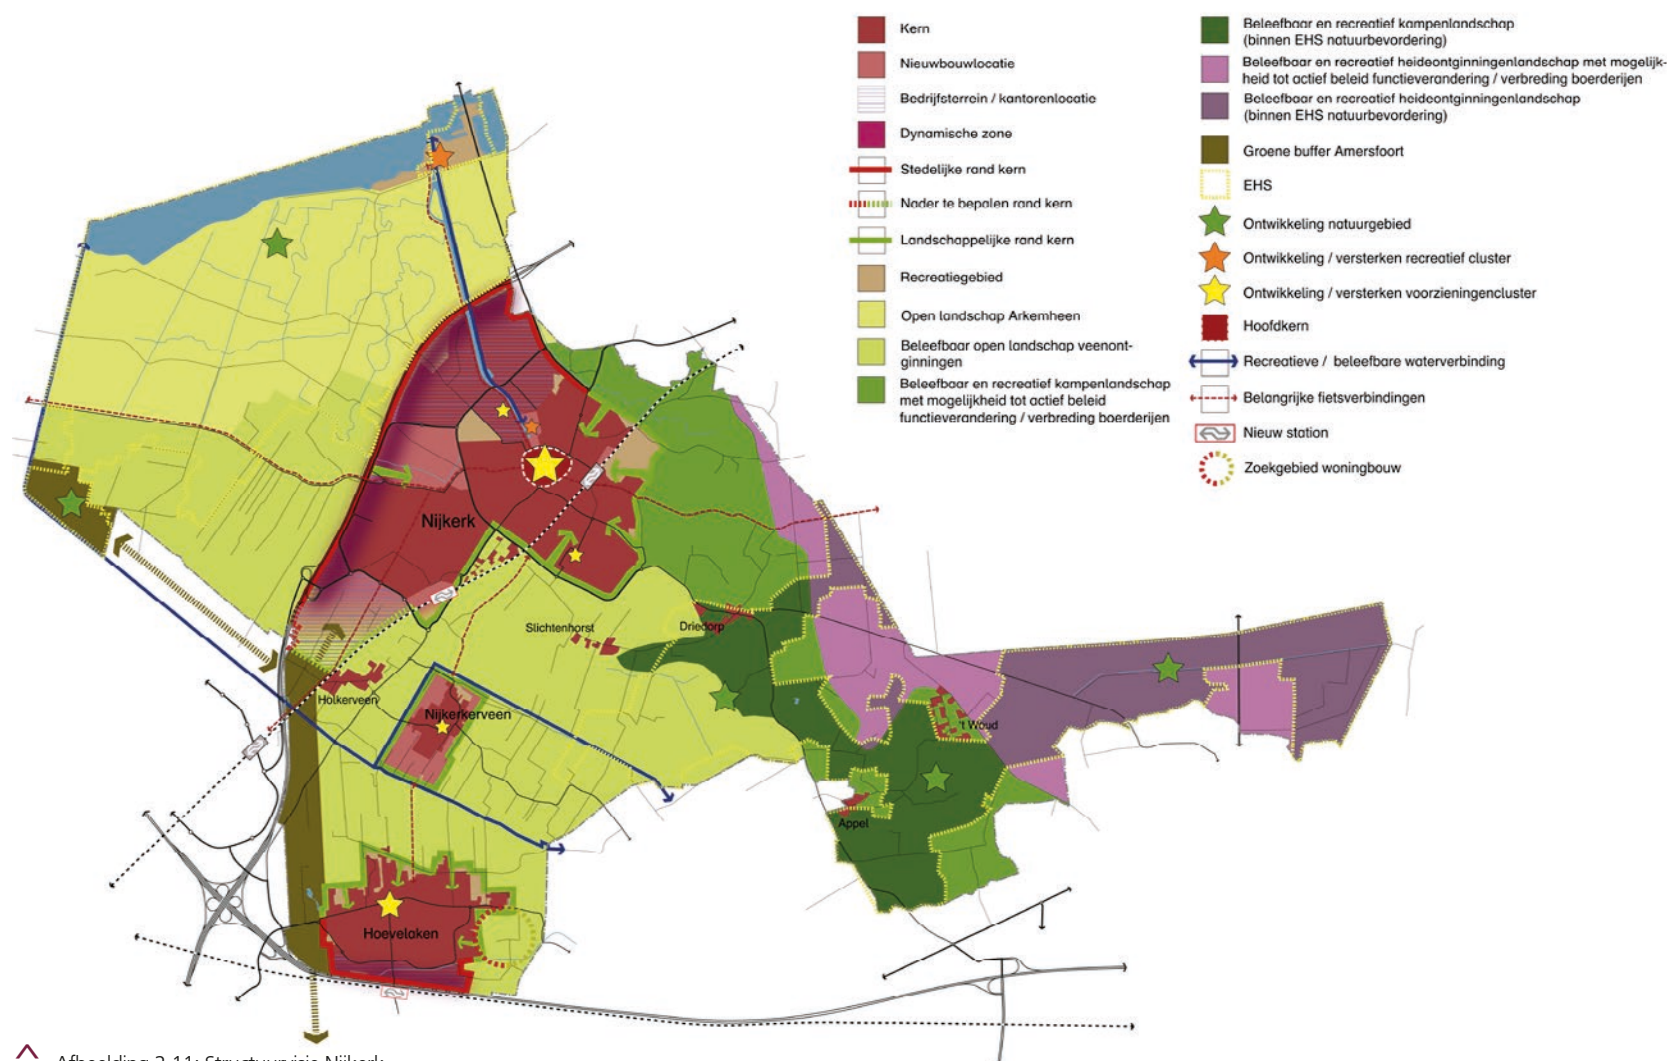 Kern
Nieuwbouwlocatie
Bedrijfsterrein / kantorenlocatie
Dynamische zone
Stedelijke rand kern
Nader te bepalen rand kern
Landschappelijke rand kern
Recreatiegebied
Open landschap Arkemheen
Beleefbaar open landschap veenont-
ginningen
Beleefbaar en recreatief kampenlandschap
met mogelijkheid tot actief beleid
functieverandering / verbreding boerderijen
Beleefbaar en recreatief kampenlandschap
(binnen EHS natuurbevordering)
Beleefbaar en recreatief heideontginningenlandschap met mogelijk-
heid tot actief beleid functieverandering / verbreding boerderijen
Beleefbaar en recreatief heideontginningenlandschap
(binnen EHS natuurbevordering)
Groene buffer Amersfoort
EHS
Ontwikkeling natuurgebied
Ontwikkeling / versterken recreatief cluster
Ontwikkeling / versterken voorzieningencluster
Hoofdkern
Recreatieve / beleefbare waterverbinding
Belangrijke fietsverbindingen
Nieuw station
Zoekgebied woningbouw
Nijkerk
Slichtenhorst
Driedorp
Holkerveen
Nijkerkerveen
't Woud
Appel
Hoevelaken
Afbeelding 2-11: Structuurvisie Nijkerk